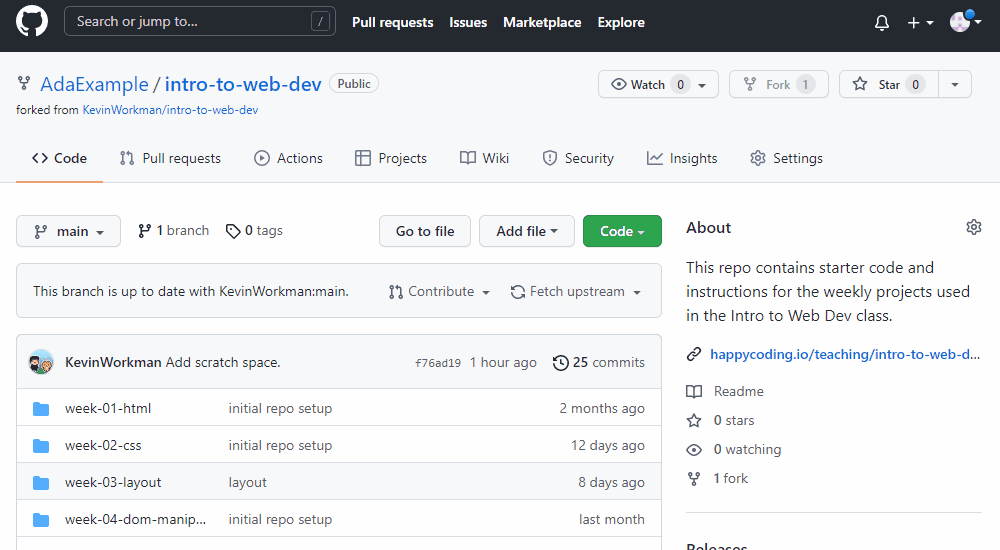 Search or jump to... /
Pull requests Issues Marketplace Explore
AdaExample / intro-to-web-dev Public
Watch 0 Fork 1 Star 0
forked from KevinWorkman/intro-to-web-dev
Code Pull requests Actions Projects Wiki Security Insights Settings
main 1 branch 0 tags Go to file Add file Code
This branch is up to date with KevinWorkman:main. Contribute Fetch upstream
KevinWorkman Add scratch space. f76ad19 1 hour ago 25 commits
week-01-html initial repo setup 2 months ago
week-02-css initial repo setup 12 days ago
week-03-layout layout 8 days ago
week-04-dom-manip... initial repo setup last month
About
This repo contains starter code and
instructions for the weekly projects used
in the Intro to Web Dev class.
happycoding.io/teaching/intro-to-web-d...
Readme
0 stars
0 watching
1 fork
Releases